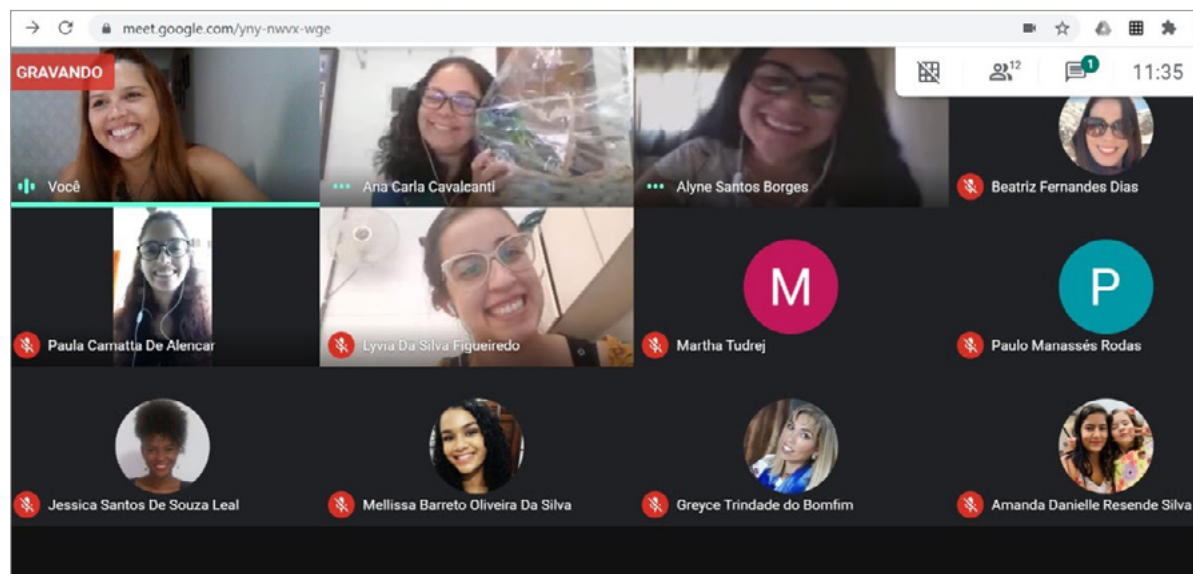 meet.google.com/yny-nwvx-wge
GRAVANDO
12
1
11:35
Você
Ana Carla Cavalcanti
Alyne Santos Borges
Beatriz Fernandes Dias
Paula Camatta De Alencar
Lyvia Da Silva Figueiredo
M
Martha Tudrej
P
Paulo Manassés Rodas
Jessica Santos De Souza Leal
Mellissa Barreto Oliveira Da Silva
Greyce Trindade do Bomfim
Amanda Danielle Resende Silva